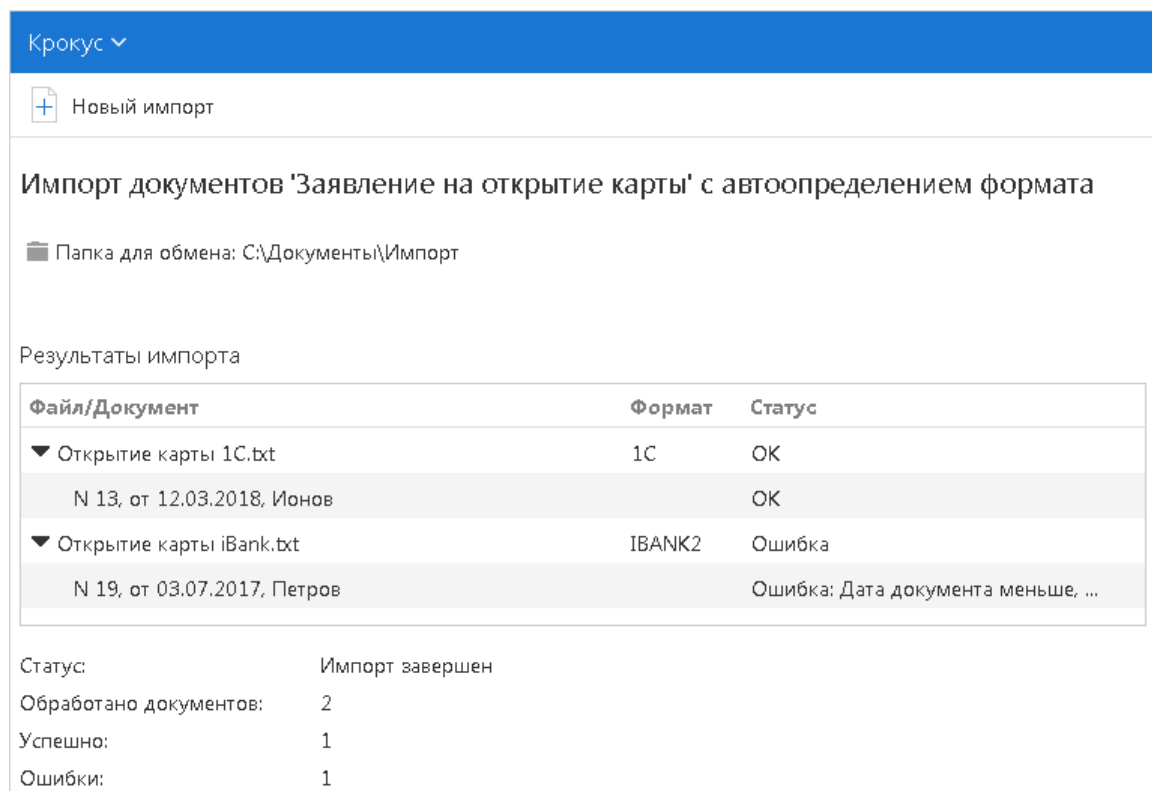 Крокус
Новый импорт
Импорт документов 'Заявление на открытие карты' с автоопределением формата
Папка для обмена: C:\Документы\Импорт
Результаты импорта
Файл/Документ Формат Статус
Открытие карты 1C.txt 1C OK
N 13, от 12.03.2018, Ионов OK
Открытие карты iBank.txt IBANK2 Ошибка
N 19, от 03.07.2017, Петров Ошибка: Дата документа меньше, ...
Статус: Импорт завершен
Обработано документов: 2
Успешно: 1
Ошибки: 1